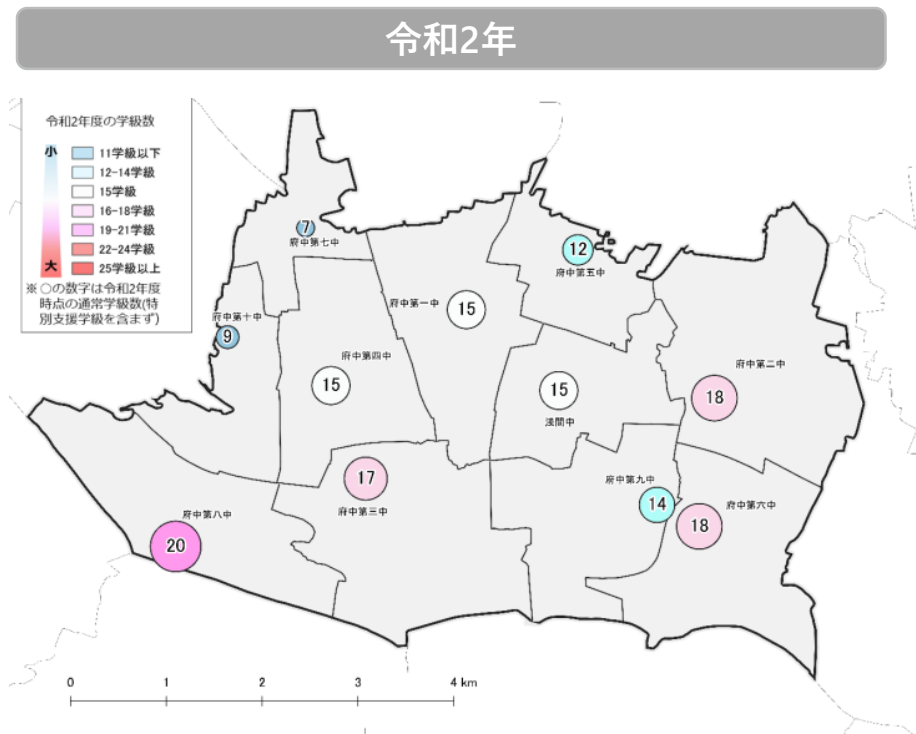 令和2年
令和2年度の学級数
小
11学級以下
12-14学級
15学級
16-18学級
19-21学級
22-24学級
大
25学級以上
※ ○の数字は令和2年度
時点の通常学級数(特
別支援学級を含まず)
7
府中第七中
12
府中第五中
府中第一中
15
府中第十中
9
府中第四中
15
15
浅間中
府中第二中
18
17
府中第三中
府中第九中
14
府中第六中
18
府中第八中
20
0 1 2 3 4 km